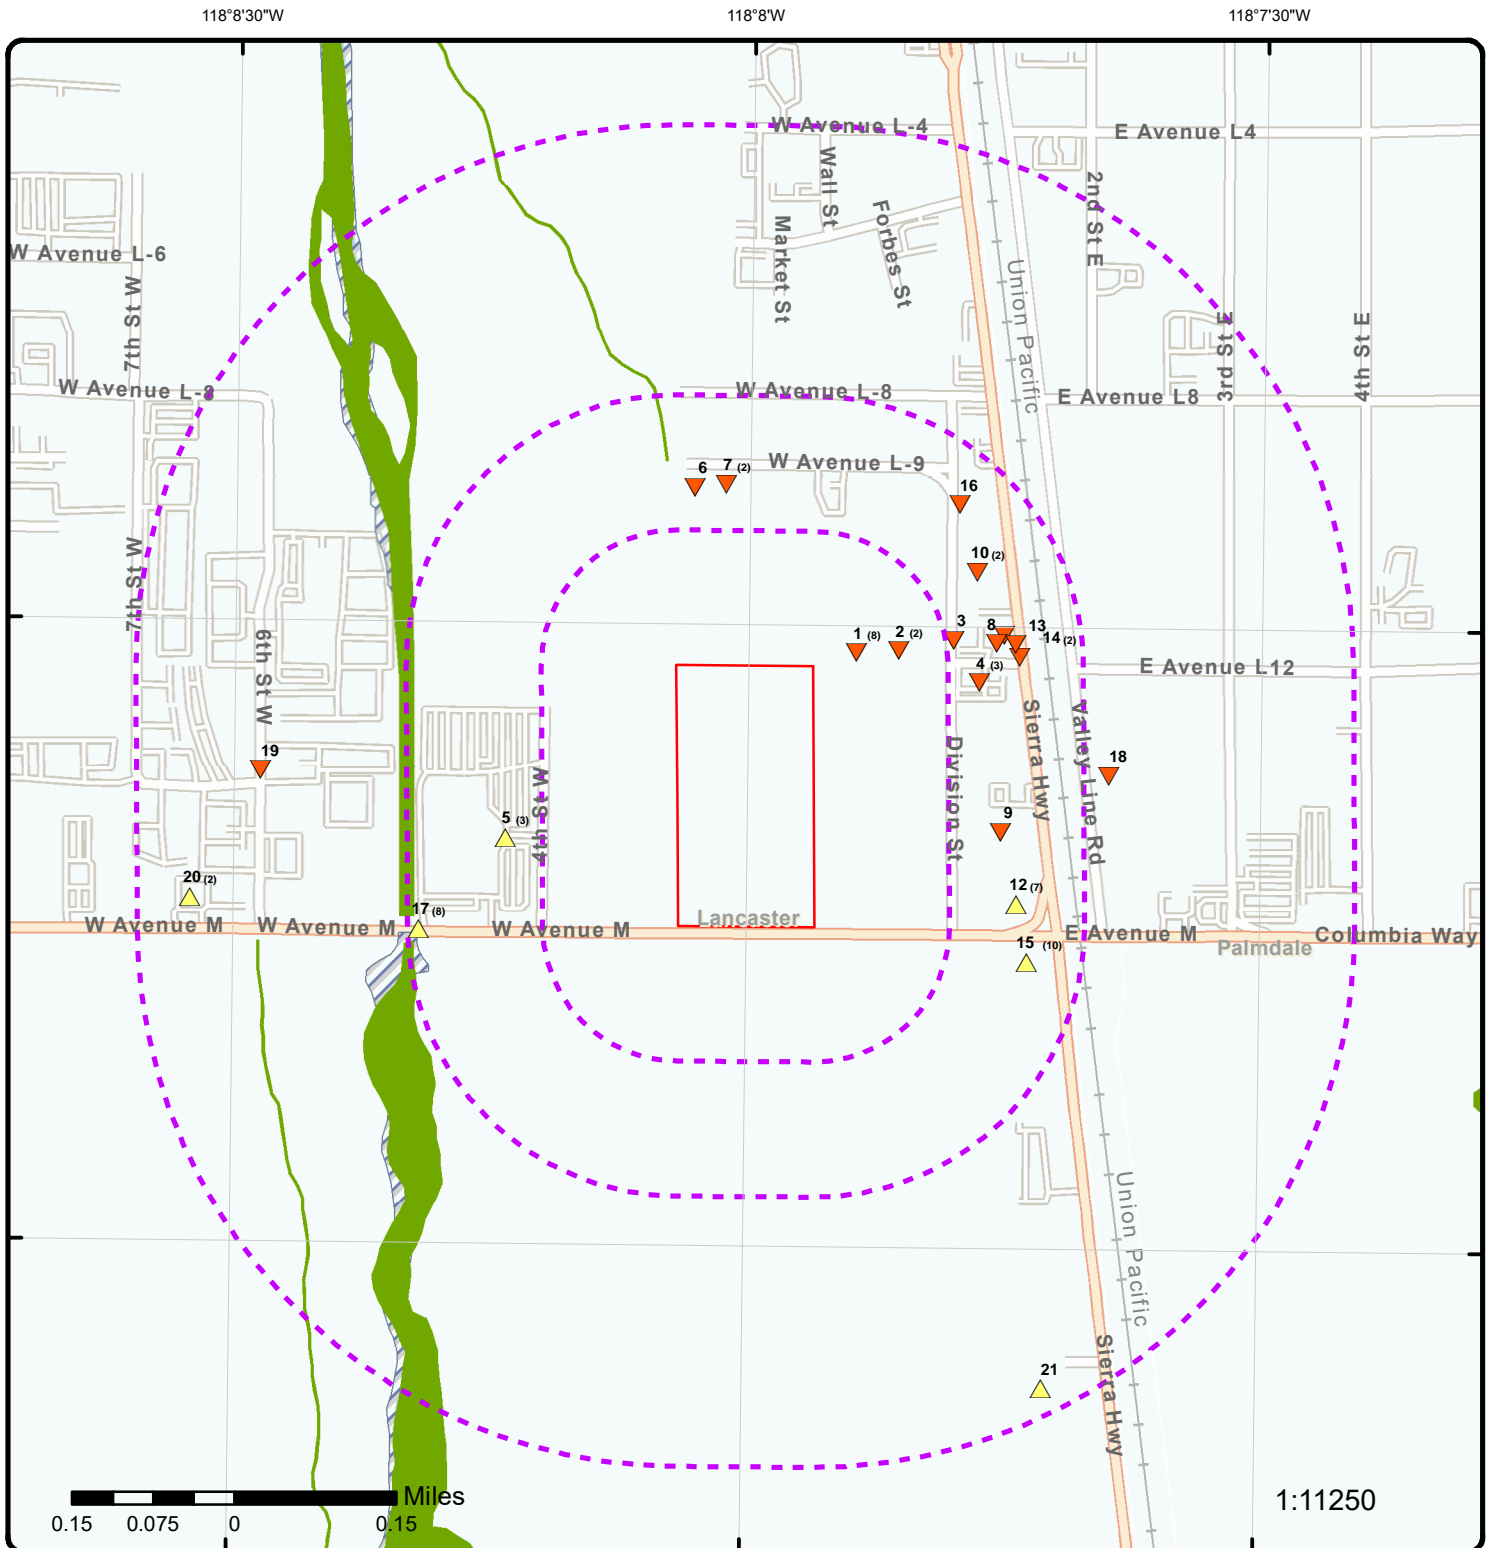 118°8'30"W
118°8'W
118°7'30"W
W Avenue L-4
E Avenue L4
Wall St
2nd St E
Forbes St
Market St
W Avenue L-6
7th St W
Union Pacific
3rd St E
4th St E
W Avenue L-8
W Avenue L-8
E Avenue L8
W Avenue L-9
6
7 (2)
16
10 (2)
7th St W
6th St W
1 (8)
2 (2)
3
8
13
14 (2)
4 (3)
E Avenue L12
Sierra Hwy
Valley Line Rd
Division St
19
18
4th St W
5 (3)
9
20 (2)
12 (7)
17 (8)
W Avenue M
W Avenue M
W Avenue M
Lancaster
E Avenue M
Columbia Way
Palmdale
15 (10)
Union Pacific
Sierra Hwy
21
Miles
0.15
0.075
0
0.15
1:11250